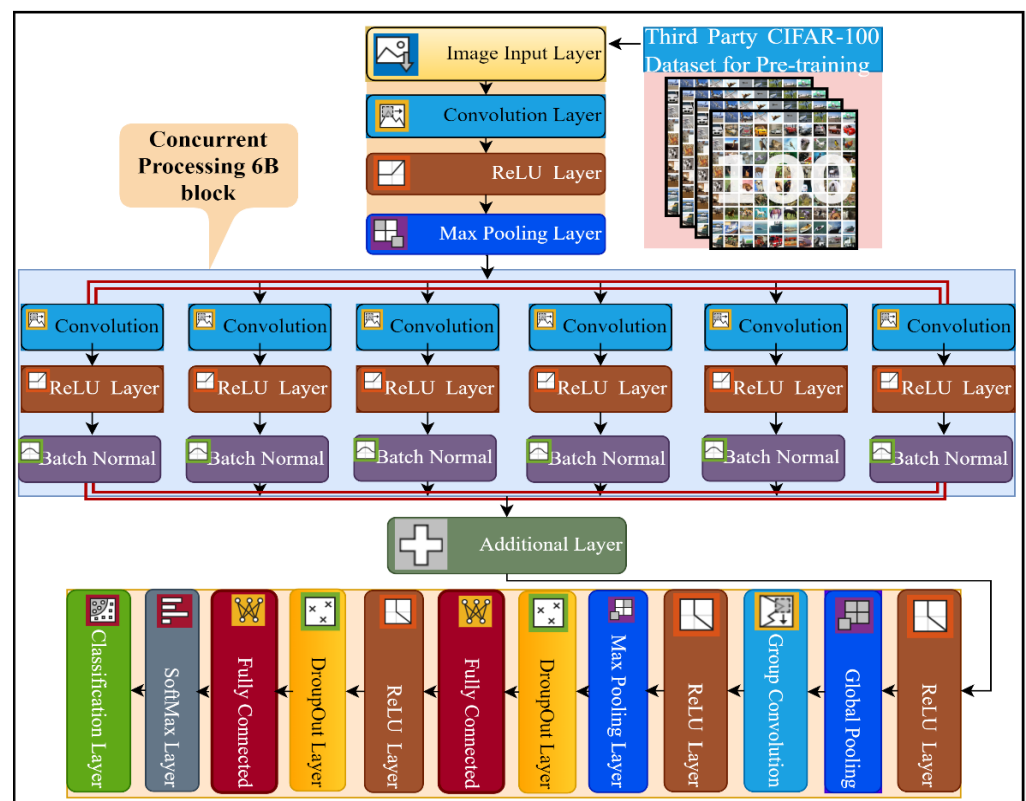 Image Input Layer
Third Party CIFAR-100
Dataset for Pre-training
Convolution Layer
100
Concurrent
Processing 6B
block
ReLU Layer
Max Pooling Layer
Convolution
Convolution
Convolution
Convolution
Convolution
Convolution
ReLU Layer
ReLU Layer
ReLU Layer
ReLU Layer
ReLU Layer
ReLU Layer
Batch Normal
Batch Normal
Batch Normal
Batch Normal
Batch Normal
Batch Normal
Additional Layer
Classification Layer
SoftMax Layer
Fully Connected
DroupOut Layer
ReLU Layer
Fully Connected
DroupOut Layer
Max Pooling Layer
ReLU Layer
Group Convolution
Global Pooling
ReLU Layer